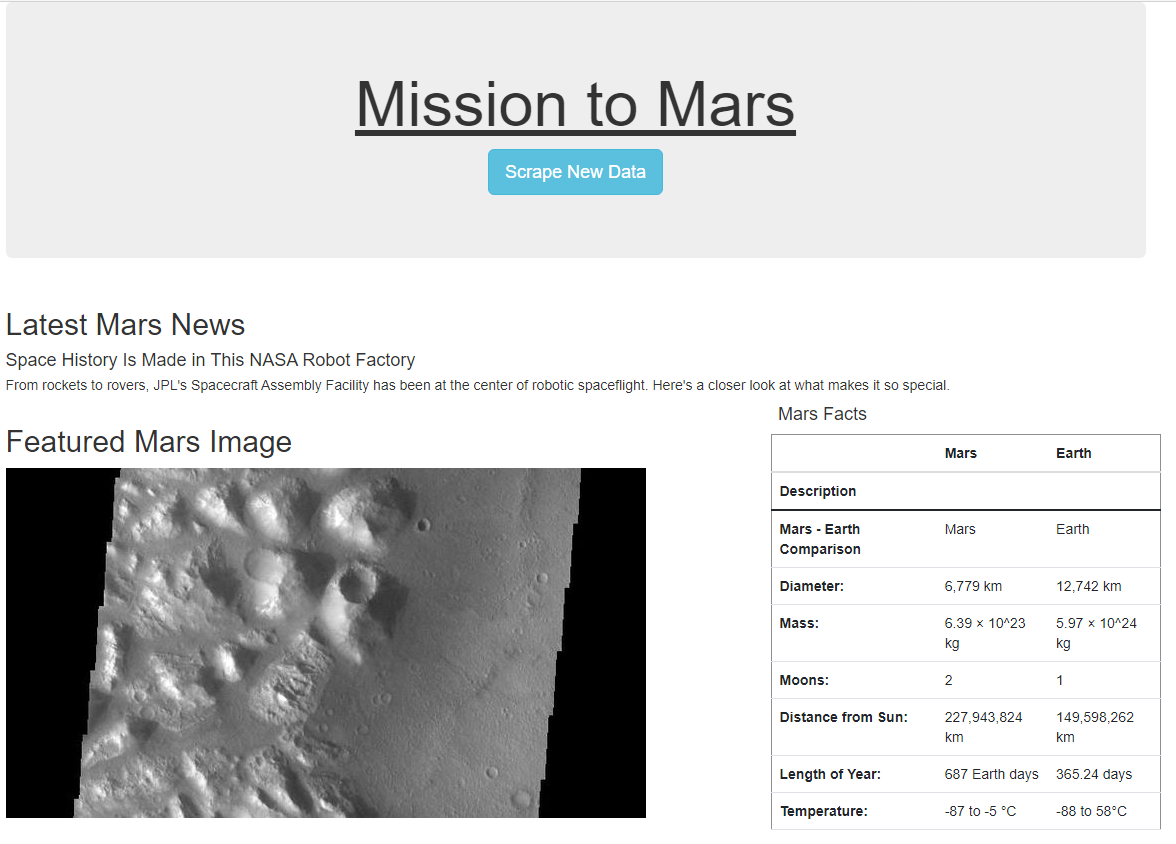 Mission to Mars
Scrape New Data
Latest Mars News
Space History Is Made in This NASA Robot Factory
From rockets to rovers, JPL's Spacecraft Assembly Facility has been at the center of robotic spaceflight. Here's a closer look at what makes it so special.
Featured Mars Image
Mars Facts
Mars Earth
Description
Mars - Earth
Comparison Mars Earth
Diameter: 6,779 km 12,742 km
Mass: 6.39 × 10^23 5.97 × 10^24
kg kg
Moons: 2 1
Distance from Sun: 227,943,824 149,598,262
km km
Length of Year: 687 Earth days 365.24 days
Temperature: -87 to -5 °C -88 to 58°C